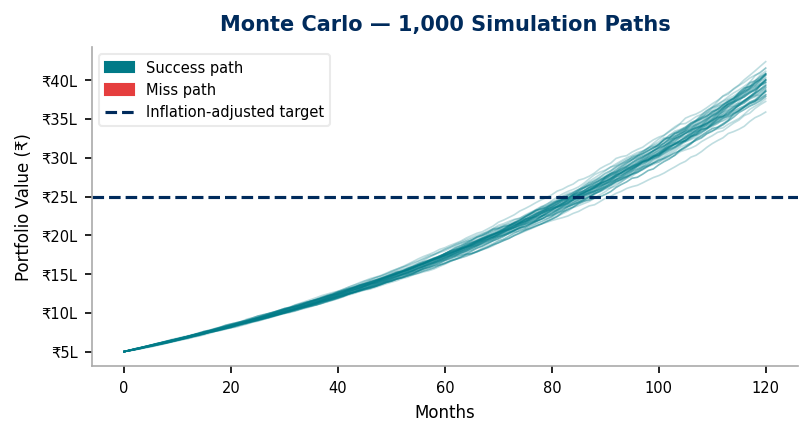 Monte Carlo — 1,000 Simulation Paths
Success path
Miss path
Inflation-adjusted target
Portfolio Value (₹)
₹40L
₹35L
₹30L
₹25L
₹20L
₹15L
₹10L
₹5L
0 20 40 60 80 100 120
Months